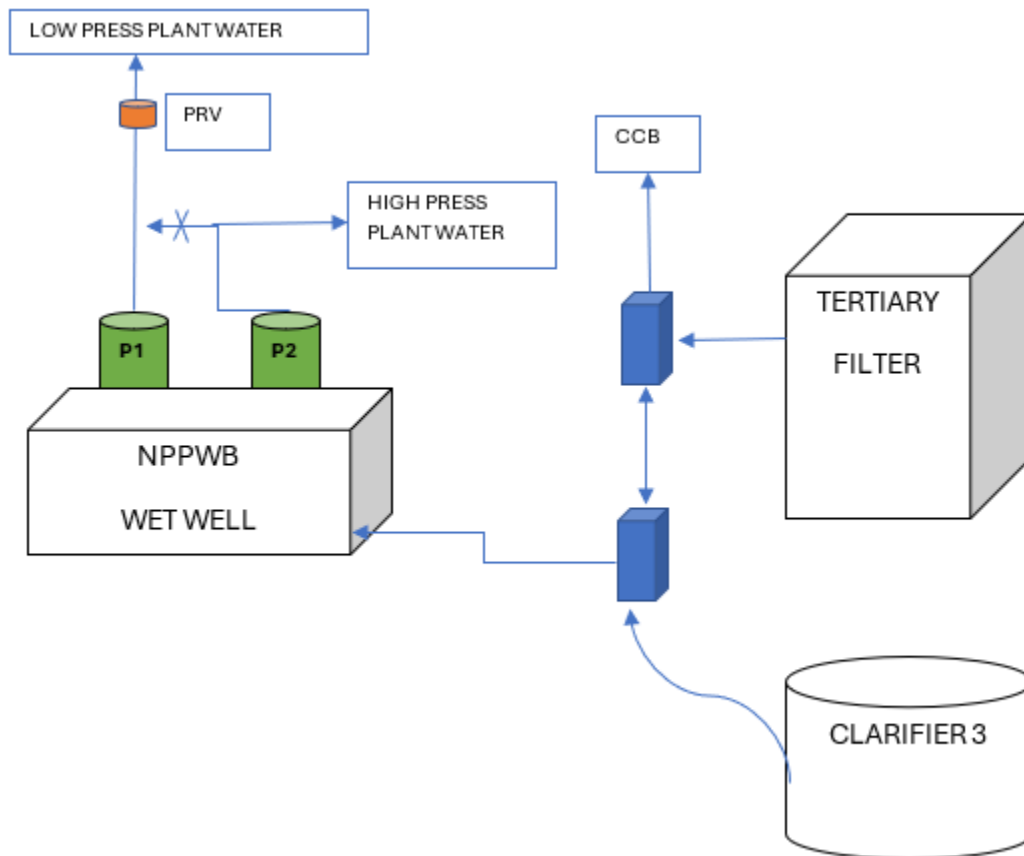 LOW PRESS PLANT WATER
PRV
CCB
HIGH PRESS
PLANT WATER
TERTIARY
FILTER
P1
P2
NPPWB
WET WELL
CLARIFIER 3